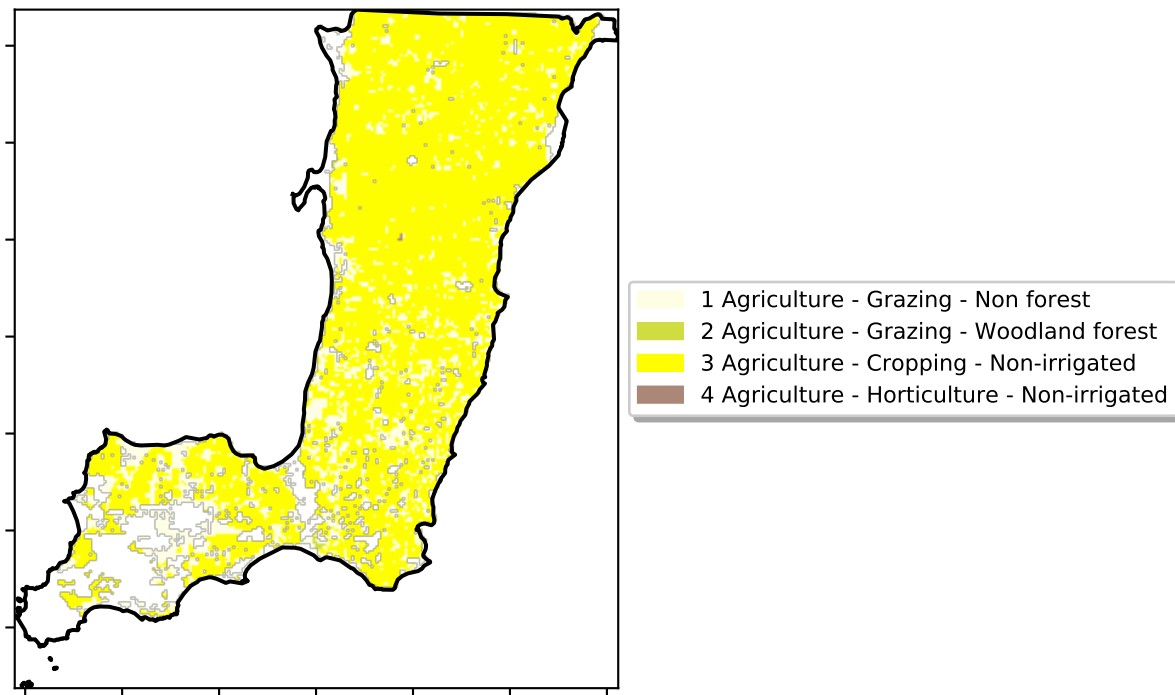 1 Agriculture - Grazing - Non forest
2 Agriculture - Grazing - Woodland forest
3 Agriculture - Cropping - Non-irrigated
4 Agriculture - Horticulture - Non-irrigated